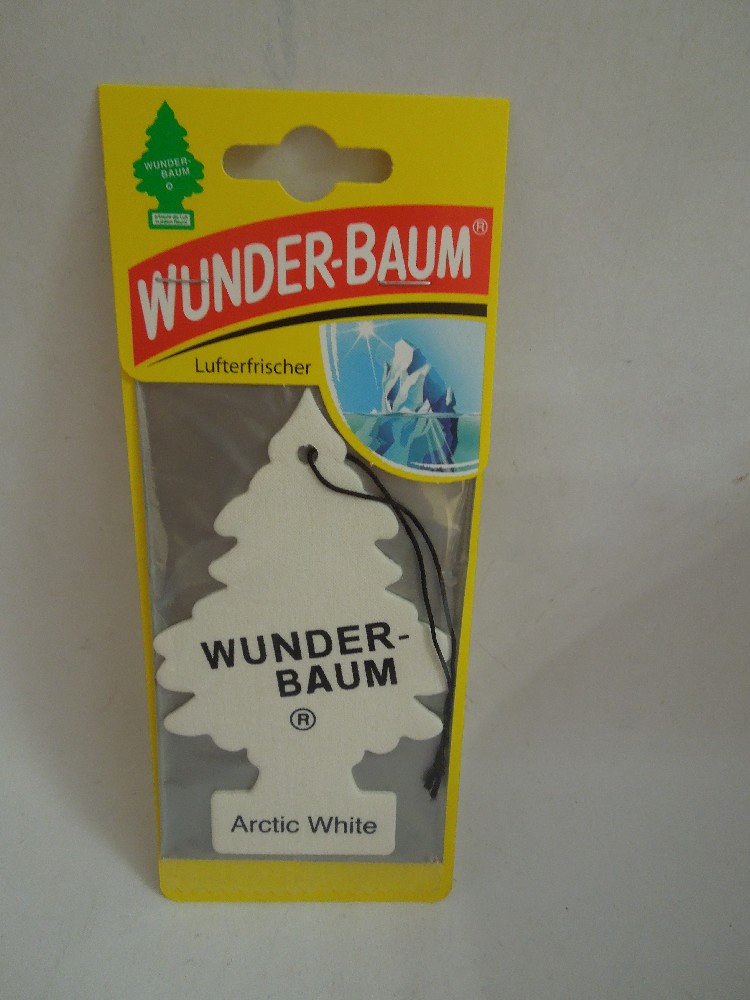 WUNDER-
BAUM
WUNDER-BAUM®
Lufterfrischer
WUNDER-
BAUM
®
Arctic White